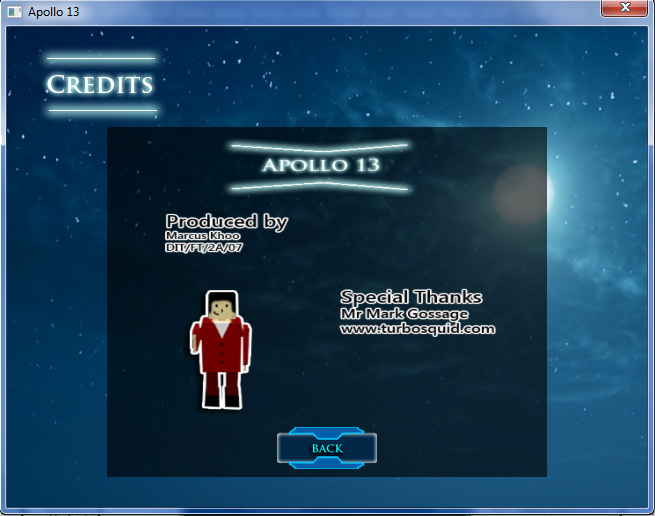 Apollo 13
CREDITS
APOLLO 13
Produced by
Marcus Khoo
DIT/FT/2A/07
Special Thanks
Mr Mark Gossage
www.turbosquid.com
BACK